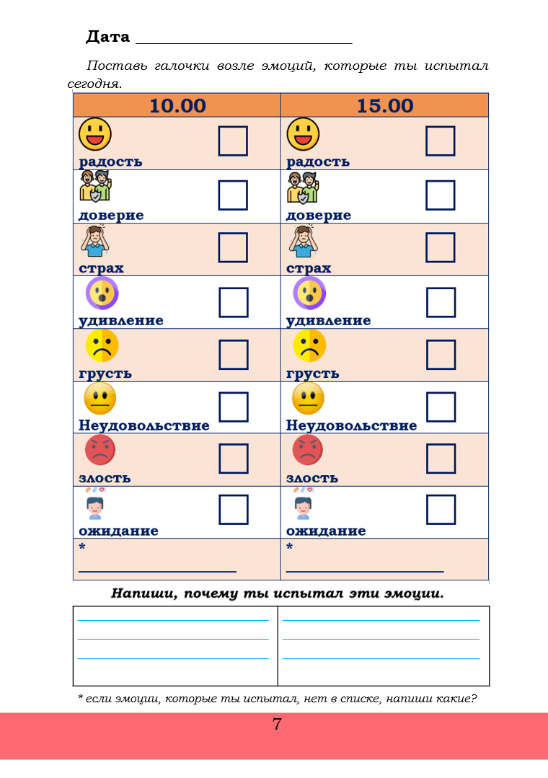 Дата ___________________________
Поставь галочки возле эмоций, которые ты испытал
сегодня.
10.00 15.00
радость радость
доверие доверие
страх страх
удивление удивление
грусть грусть
Неудовольствие Неудовольствие
злость злость
ожидание ожидание
* *
____________________ ____________________
Напиши, почему ты испытал эти эмоции.
* если эмоции, которые ты испытал, нет в списке, напиши какие?
7